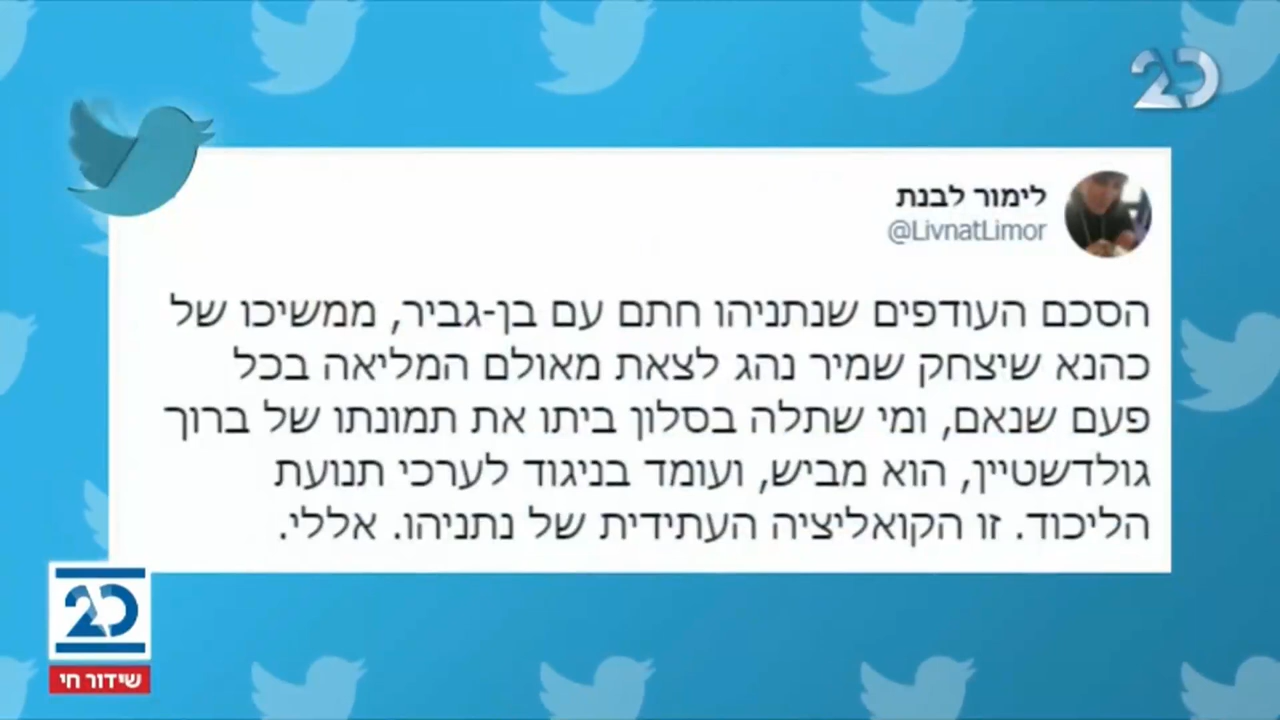 20
לימור לבנת
@LivnatLimor
הסכם העודפים שנתניהו חתם עם בן-גביר, ממשיכו של
כהנא שיצחק שמיר נהג לצאת מאולם המליאה בכל
פעם שנאם, ומי שתלה בסלון ביתו את תמונתו של ברוך
גולדשטיין, הוא מביש, ועומד בניגוד לערכי תנועת
הליכוד. זו הקואליציה העתידית של נתניהו. אללי.
20
שידור חי